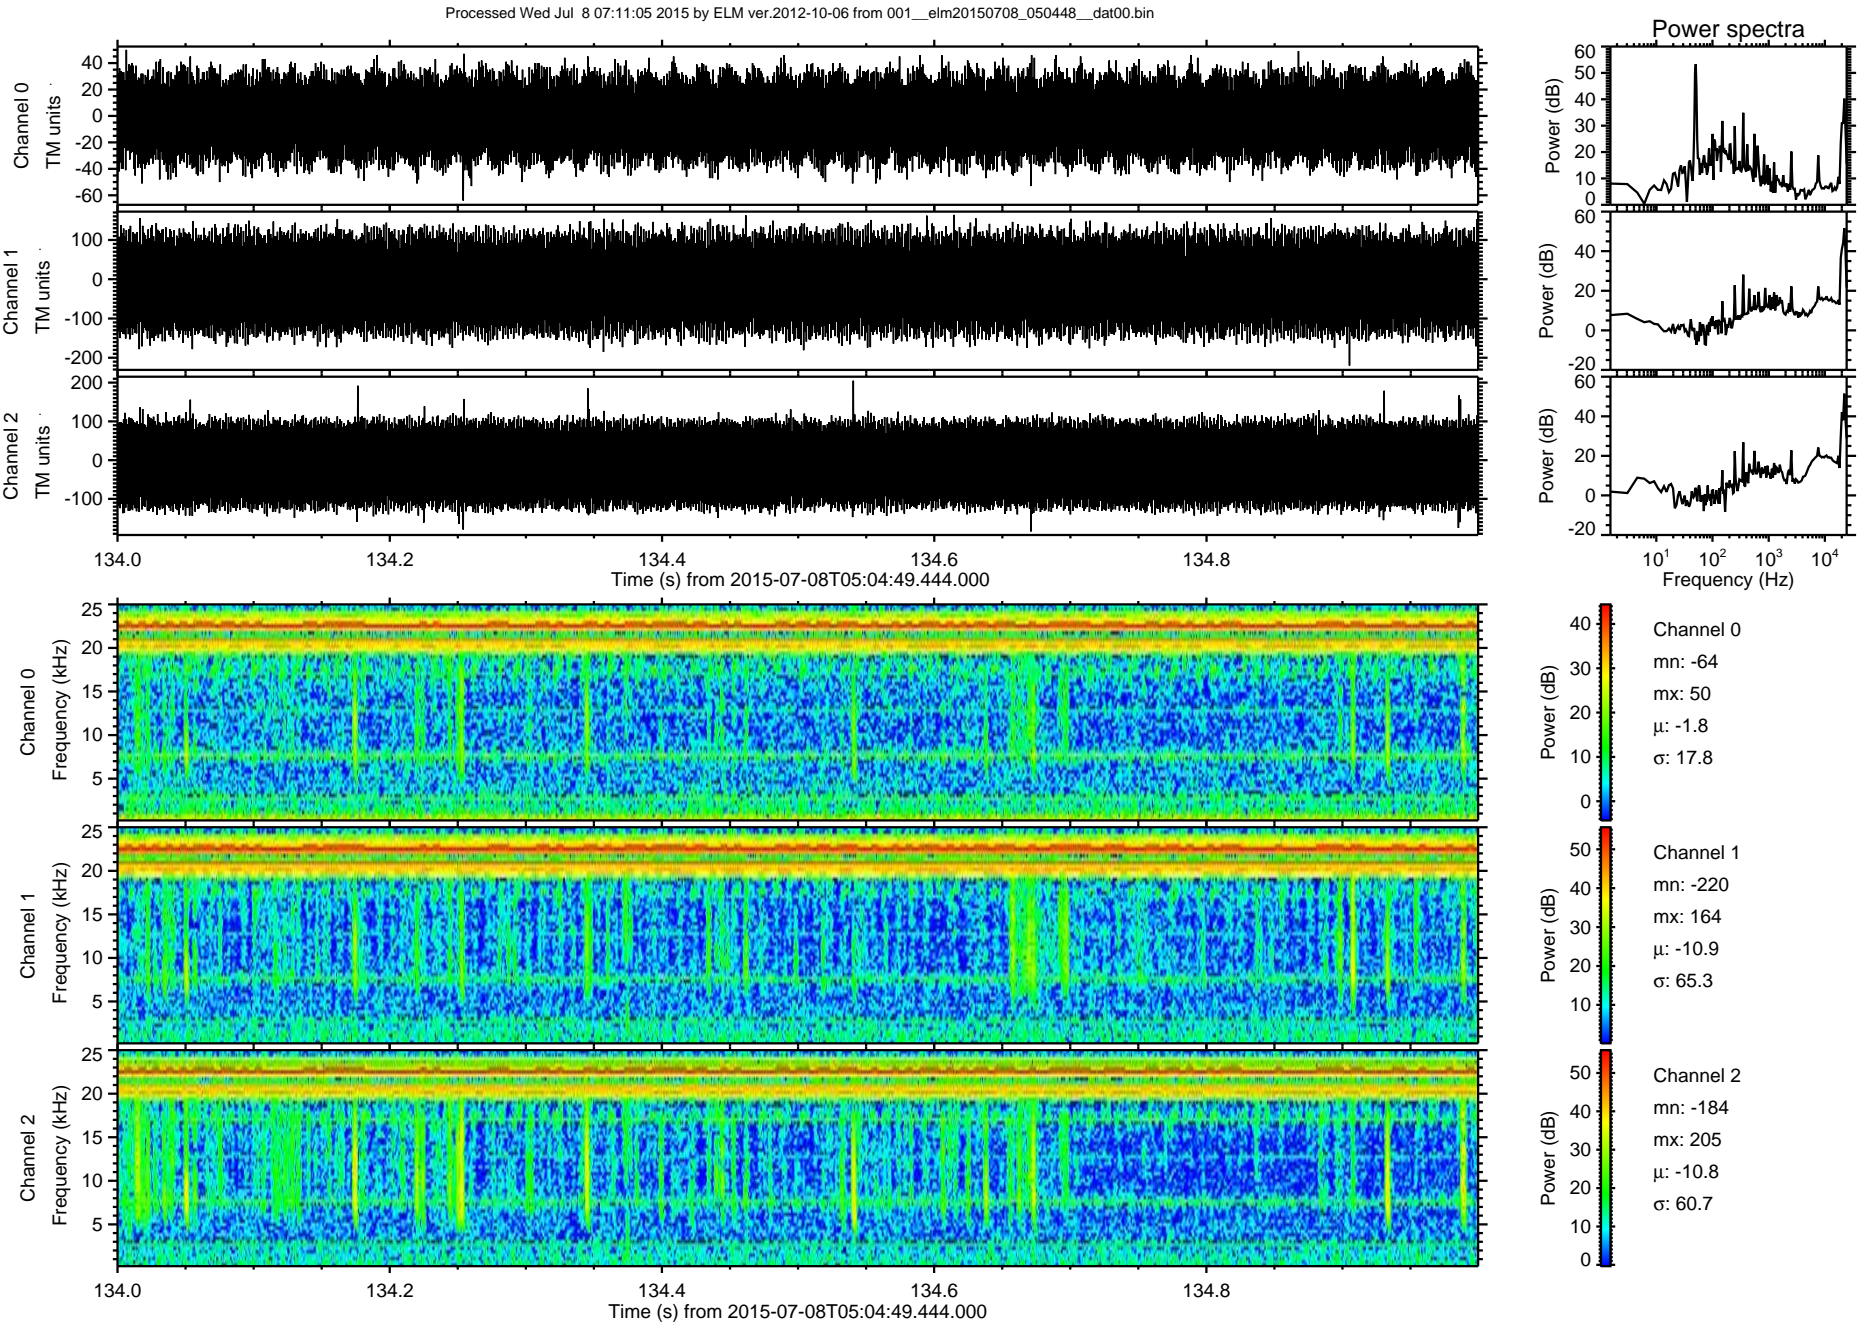 Processed Wed Jul  8 07:11:05 2015 by ELM ver.2012-10-06 from 001__elm20150708_050448__dat00.bin
Power spectra
Channel 0
TM units
40
20
0
-20
-40
-60
Power (dB)
60
50
40
30
20
10
0
Channel 1
TM units
100
0
-100
-200
Power (dB)
60
40
20
0
-20
Channel 2
TM units
200
100
0
-100
Power (dB)
60
40
20
0
-20
134.0
134.2
134.4
134.6
134.8
Time (s) from 2015-07-08T05:04:49.444.000
10¹
10²
10³
10⁴
Frequency (Hz)
Channel 0
Frequency (kHz)
25
20
15
10
5
Power (dB)
40
30
20
10
0
Channel 0
mn: -64
mx: 50
μ: -1.8
σ: 17.8
Channel 1
Frequency (kHz)
25
20
15
10
5
Power (dB)
50
40
30
20
10
Channel 1
mn: -220
mx: 164
μ: -10.9
σ: 65.3
Channel 2
Frequency (kHz)
25
20
15
10
5
Power (dB)
50
40
30
20
10
0
Channel 2
mn: -184
mx: 205
μ: -10.8
σ: 60.7
134.0
134.2
134.4
134.6
134.8
Time (s) from 2015-07-08T05:04:49.444.000